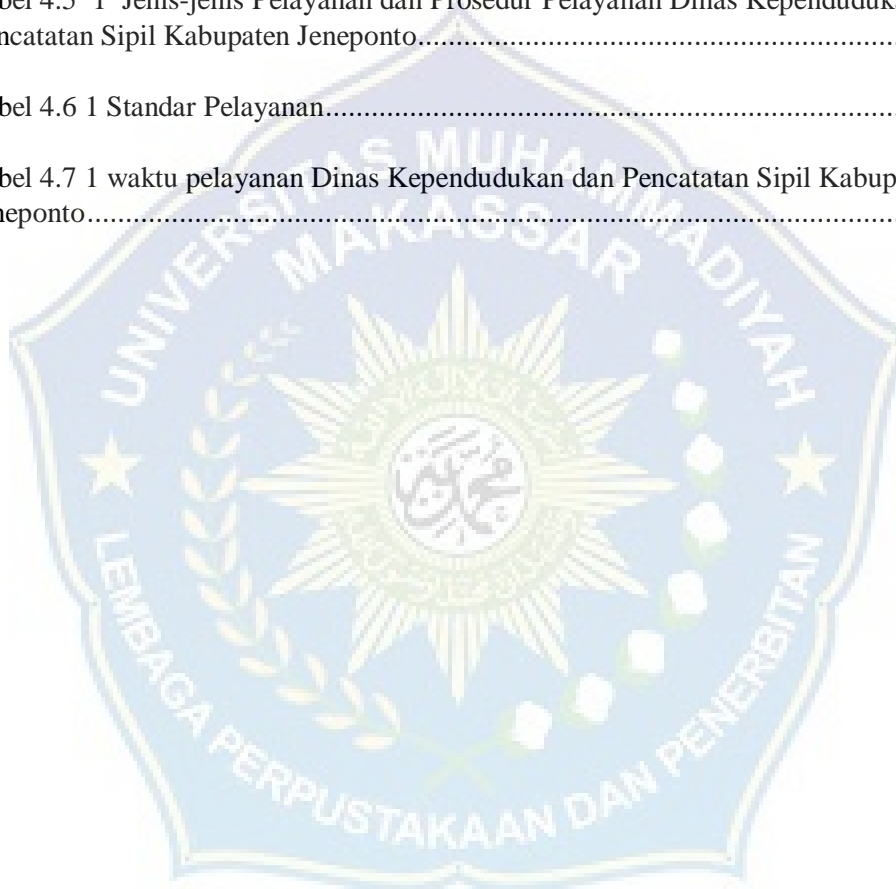 bel 4.5 1 Jenis-jenis Pelayanan dan Prosedur Pelayanan Dinas Kependuduk
ncatatan Sipil Kabupaten Jeneponto
bel 4.6 1 Standar Pelayanan
bel 4.7 1 waktu pelayanan Dinas Kependudukan dan Pencatatan Sipil Kabup
neponto
UNIVERSITAS MUHAMMADIYAH
MAKASSAR
LEMBAGA PERPUSTAKAAN DAN PENERBITAN